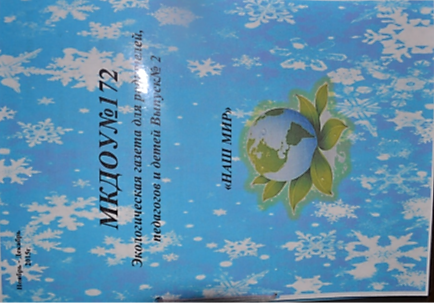 МКДОУ№172
Экологическая газета для родителей,
педагогов и детей Выпуск№ 2
«НАШ МИР»
Ноябрь- Декабрь